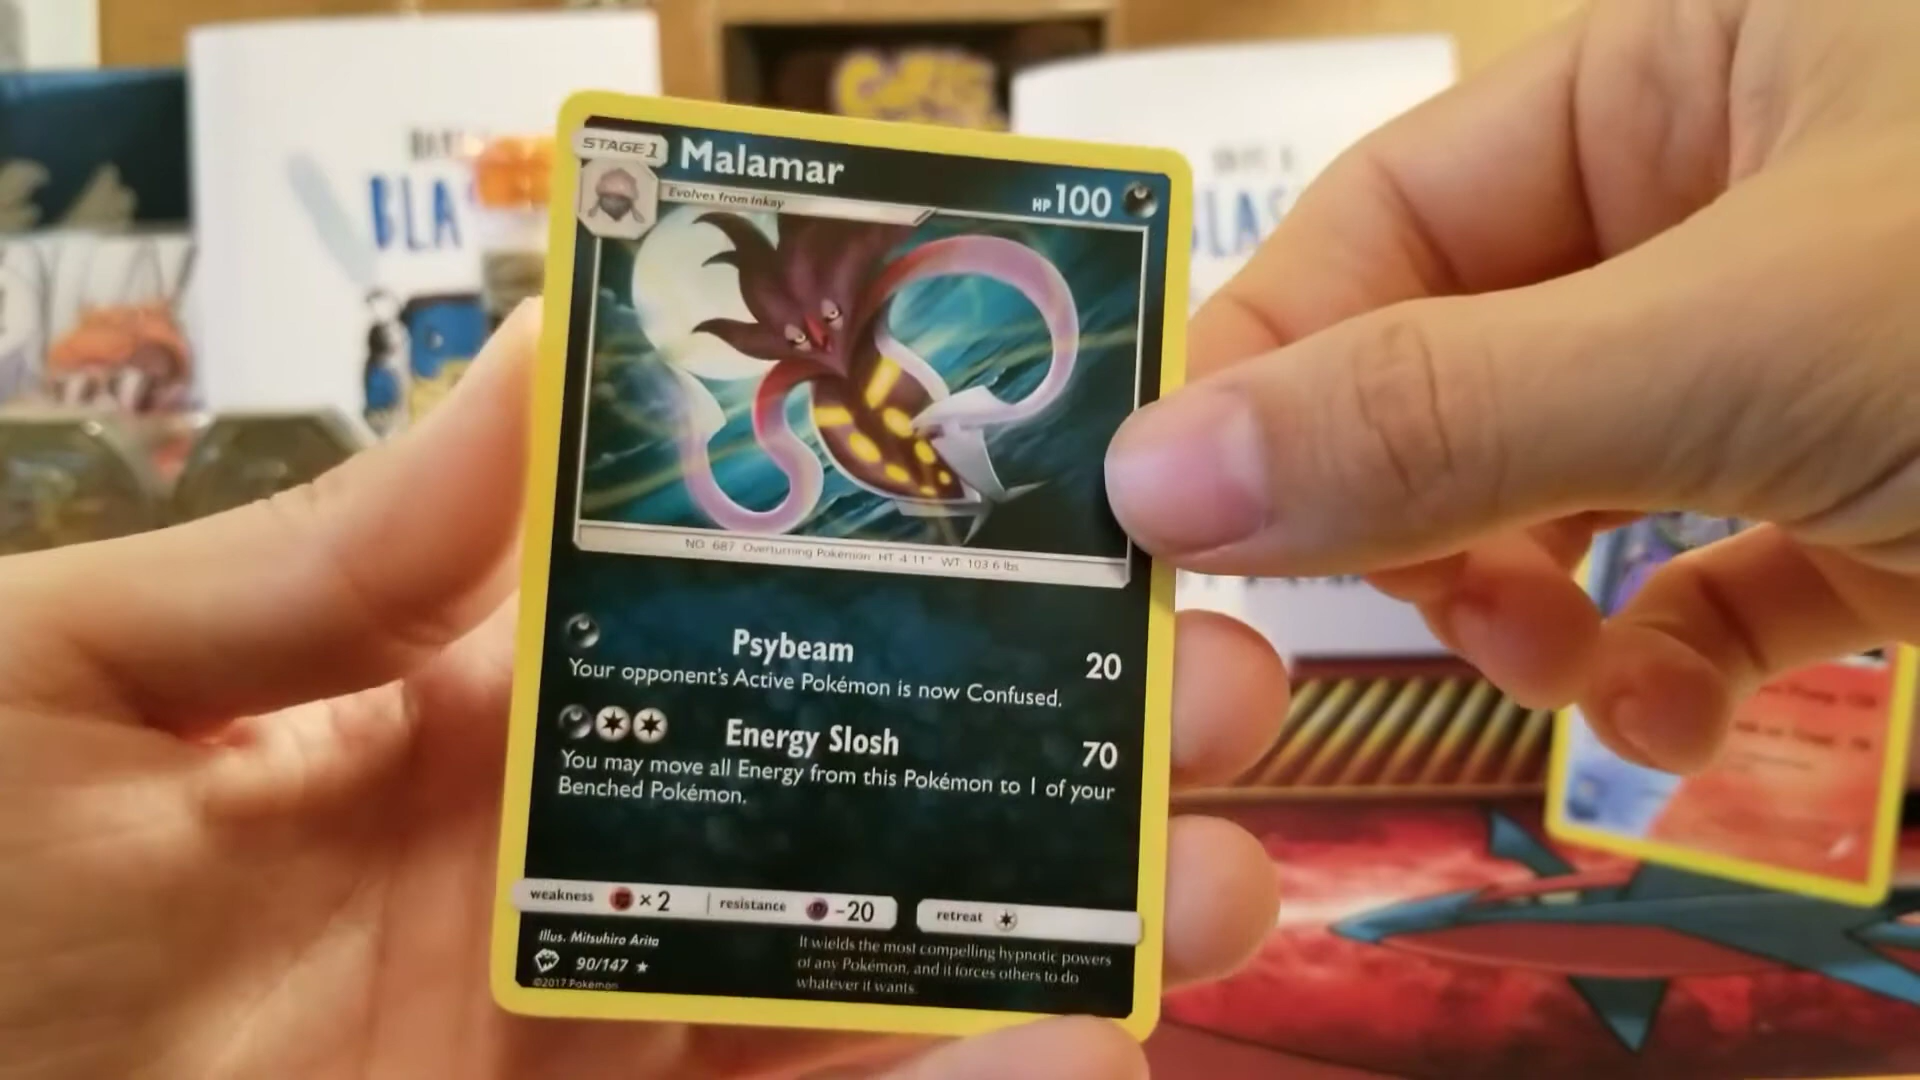 STAGE 1 Malamar
HP 100
Evolves from Inkay
NO. 687 Overturning Pokémon HT 4'11" WT: 103.6 lbs
Psybeam 20
Your opponent's Active Pokémon is now Confused.
Energy Slosh 70
You may move all Energy from this Pokémon to 1 of your
Benched Pokémon.
weakness ×2 resistance -20 retreat
Illus. Mitsuhiro Arita
90/147
©2017 Pokémon
It wields the most compelling hypnotic powers
of any Pokémon, and it forces others to do
whatever it wants.
BLA
BLAS